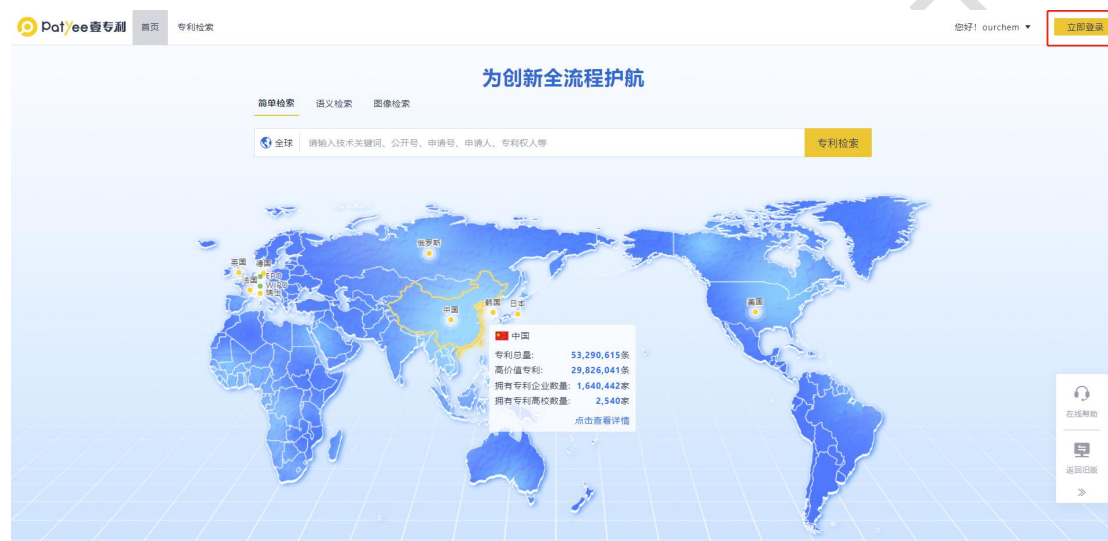 Patyee壹专利 首页 专利检索 您好！ourchem ▼ 立即登录
为创新全流程护航
简单检索 语义检索 图像检索
全球 请输入技术关键词、公开号、申请号、申请人、专利权人等 专利检索
俄罗斯
英国 德国
法国 EPO
WIPO
瑞士
中国 韩国 日本
美国
中国
专利总量: 53,290,615条
高价值专利: 29,826,041条
拥有专利企业数量: 1,640,442家
拥有专利高校数量: 2,540家
点击查看详情
在线帮助
返回旧版